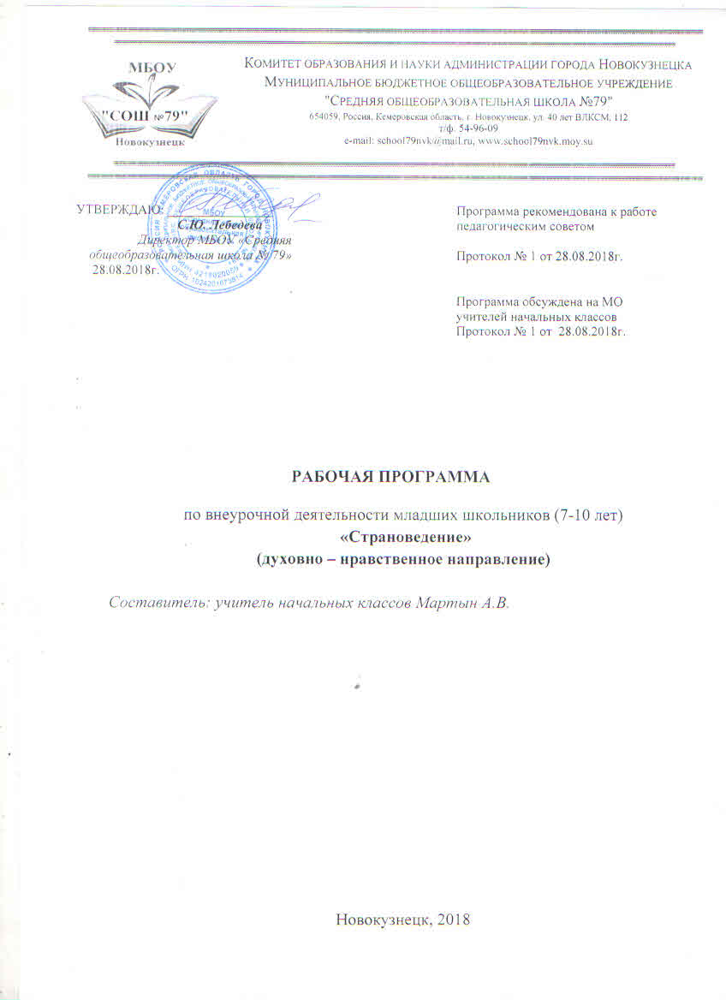 МБОУ
"СОШ №79"
Новокузнецк
Комитет образования и науки администрации города Новокузнецка
Муниципальное бюджетное общеобразовательное учреждение
"Средняя общеобразовательная школа №79"
654059, Россия, Кемеровская область, г. Новокузнецк, ул. 40 лет ВЛКСМ, 112
т/ф. 54-96-09
e-mail: school79nvk@mail.ru, www.school79nvk.moy.su
УТВЕРЖДАЮ:
С.Ю. Лебедева
Директор МБОУ «Средняя
общеобразовательная школа № 79»
28.08.2018г.
МБОУ
Программа рекомендована к работе
педагогическим советом
Протокол № 1 от 28.08.2018г.
Программа обсуждена на МО
учителей начальных классов
Протокол № 1 от 28.08.2018г.
РАБОЧАЯ ПРОГРАММА
по внеурочной деятельности младших школьников (7-10 лет)
«Страноведение»
(духовно – нравственное направление)
Составитель: учитель начальных классов Мартын А.В.
Новокузнецк, 2018